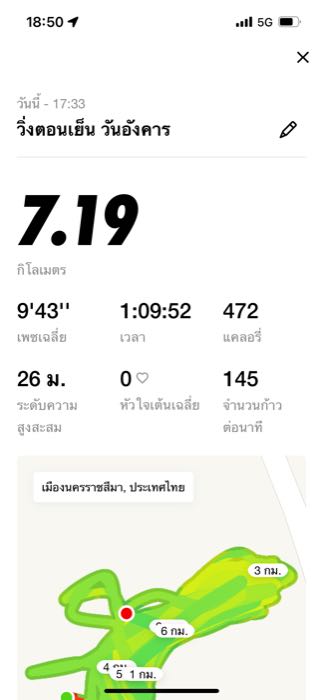 18:50 5G
วันนี้ - 17:33
วิ่งตอนเย็น วันอังคาร
7.19
กิโลเมตร
9'43'' 1:09:52 472
เพซเฉลี่ย เวลา แคลอรี่
26 ม. 0 145
ระดับความ หัวใจเต้นเฉลี่ย จำนวนก้าว
สูงสะสม ต่อนาที
เมืองนครราชสีมา, ประเทศไทย
3 กม.
6 กม.
4
5 1 กม.